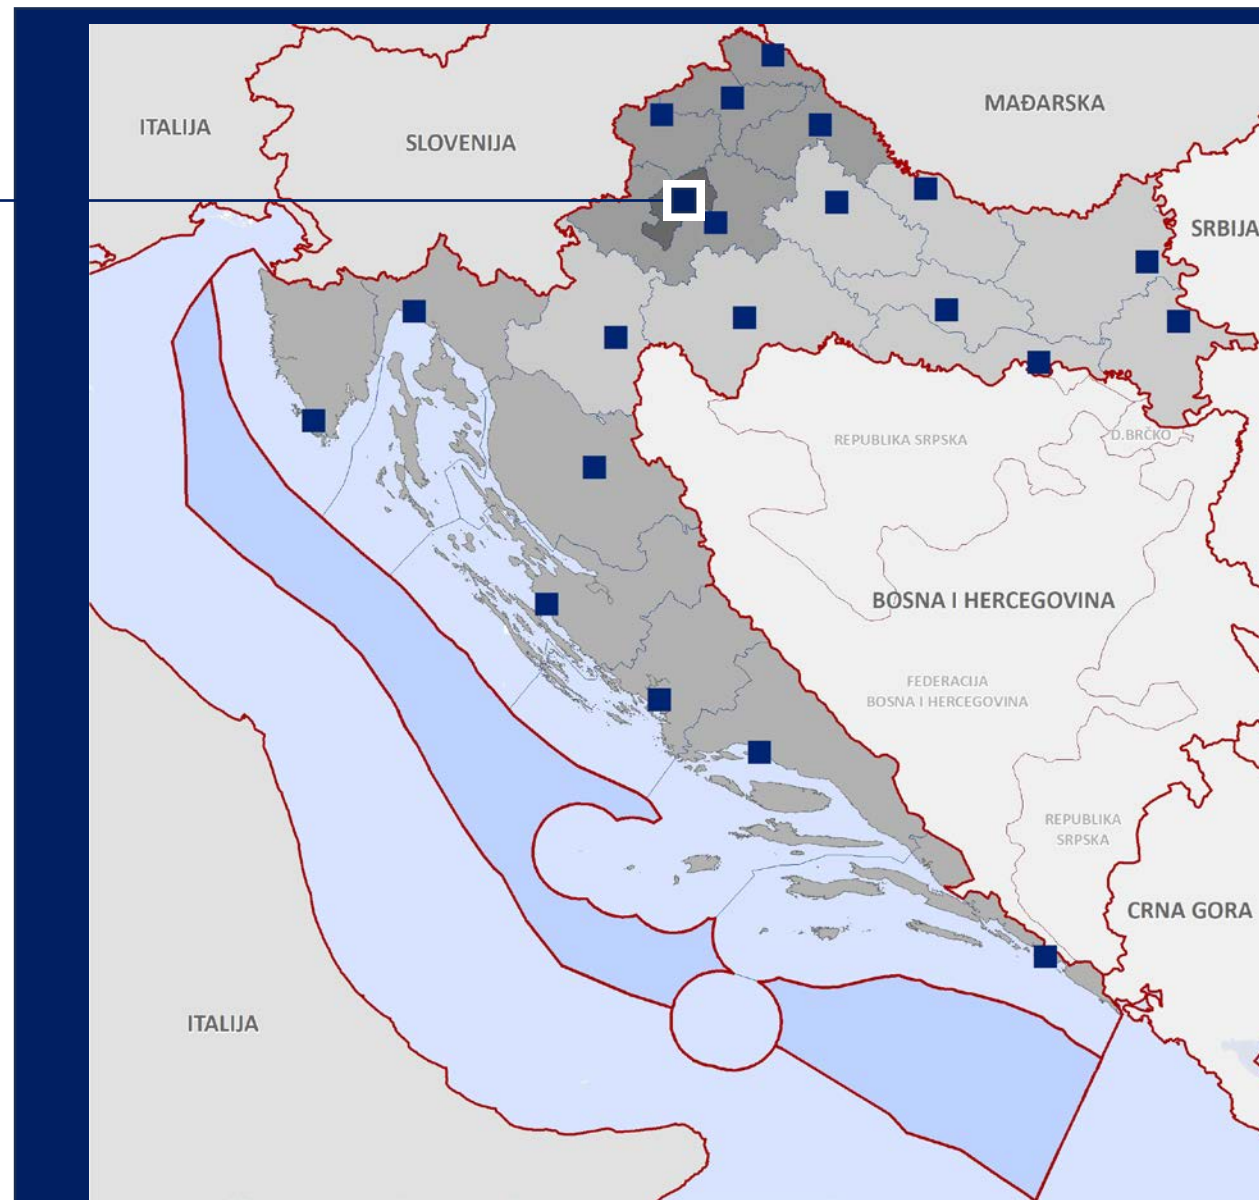 MAĐARSKA
ITALIJA
SLOVENIJA
SRBIJA
REPUBLIKA SRPSKA
D.BRČKO
BOSNA I HERCEGOVINA
FEDERACIJA
BOSNA I HERCEGOVINA
REPUBLIKA
SRPSKA
CRNA GORA
ITALIJA